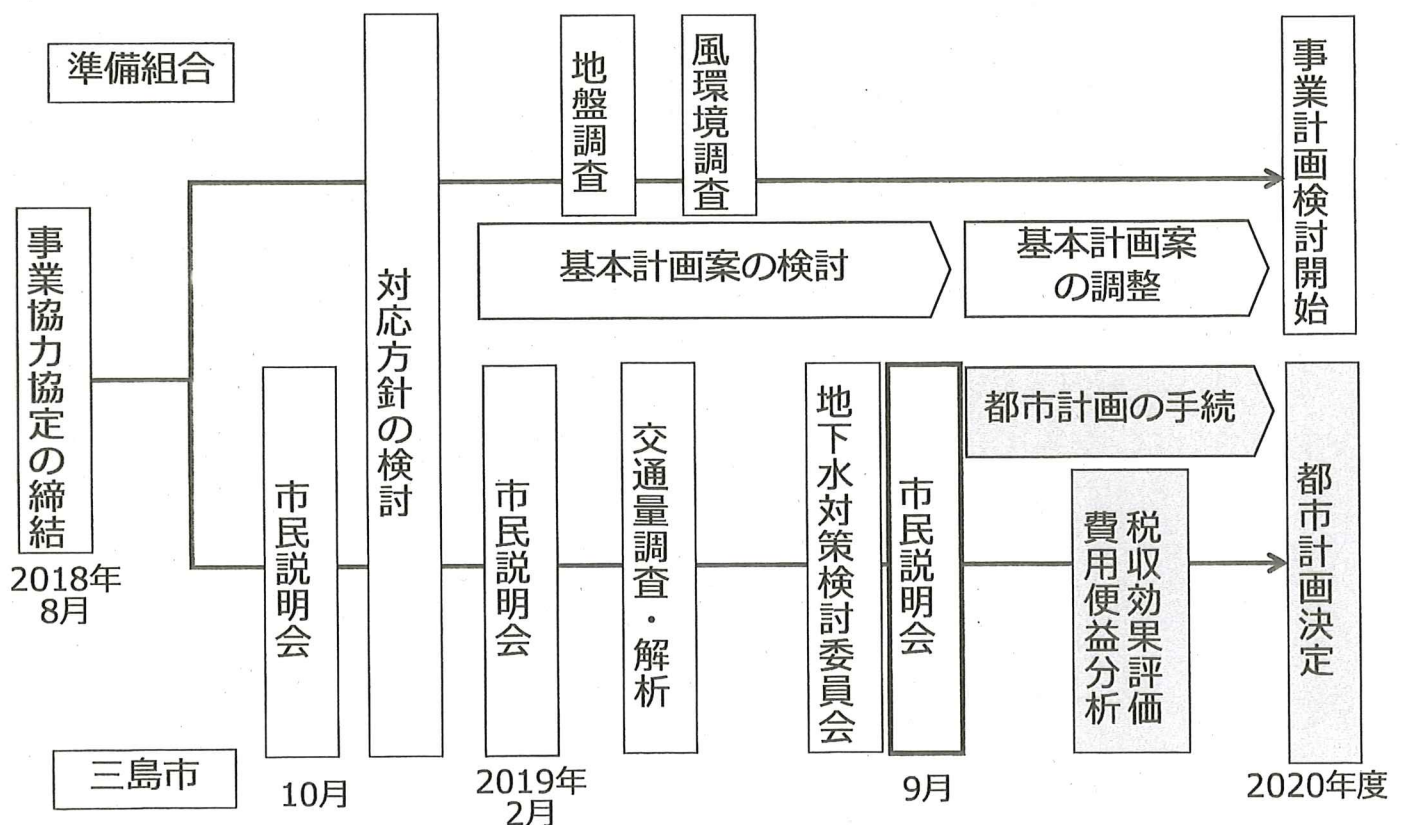 準備組合
事業協力協定の締結
2018年
8月
対応方針の検討
地盤調査
風環境調査
事業計画検討開始
基本計画案の検討
基本計画案
の調整
市民説明会
市民説明会
交通量調査・解析
地下水対策検討委員会
市民説明会
都市計画の手続
税収効果評価
費用便益分析
都市計画決定
三島市
10月
2019年
2月
9月
2020年度